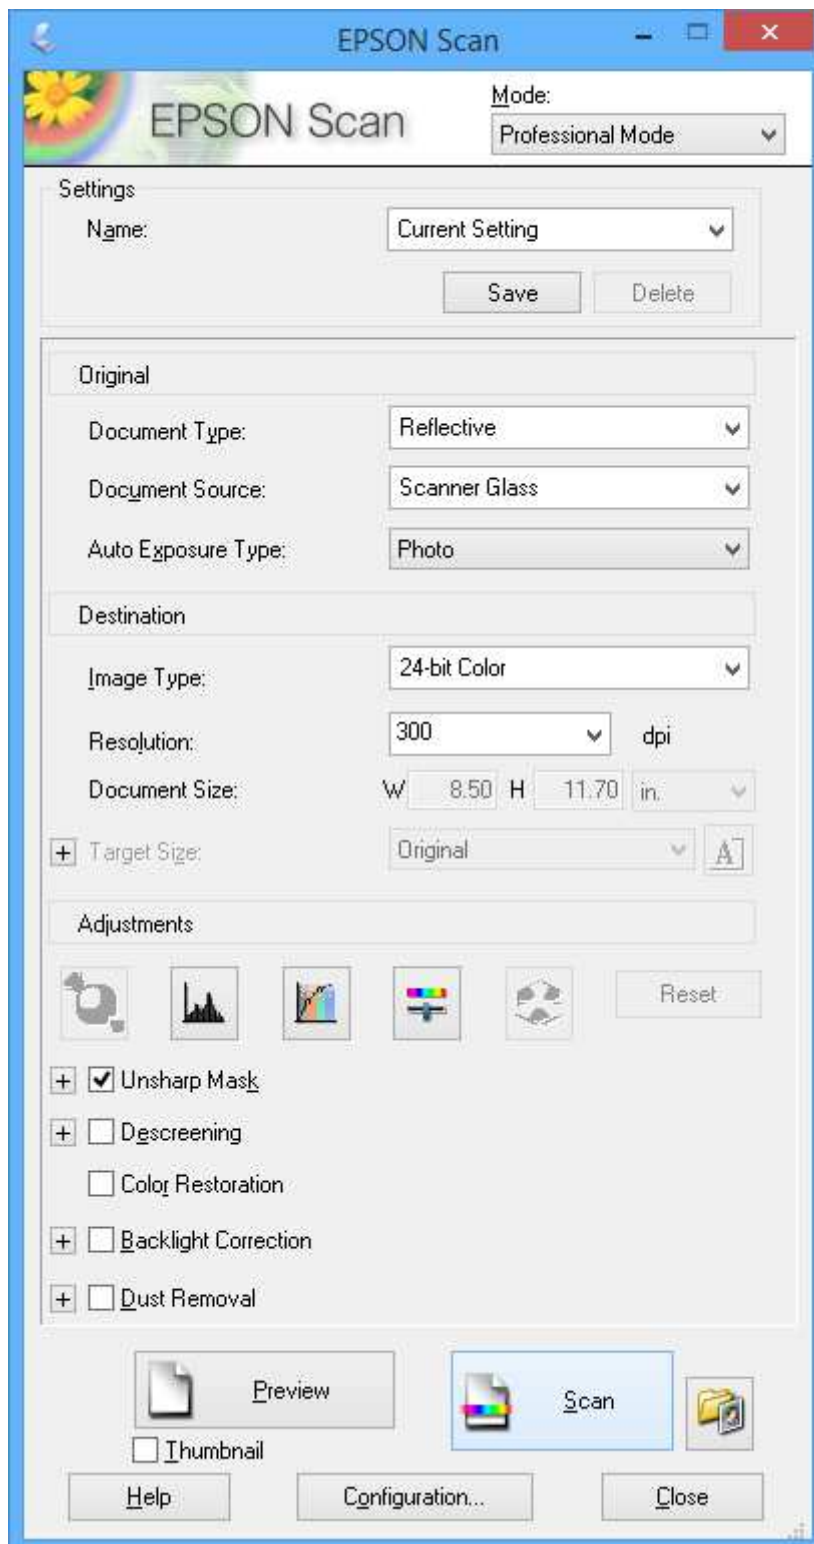 EPSON Scan
EPSON Scan
Mode:
Professional Mode
Settings
Name:
Current Setting
Save
Delete
Original
Document Type:
Reflective
Document Source:
Scanner Glass
Auto Exposure Type:
Photo
Destination
Image Type:
24-bit Color
Resolution:
300
dpi
Document Size:
W 8.50 H 11.70 in.
Target Size:
Original
A
Adjustments
Reset
Unsharp Mask
Descreening
Color Restoration
Backlight Correction
Dust Removal
Preview
Scan
Thumbnail
Help
Configuration...
Close